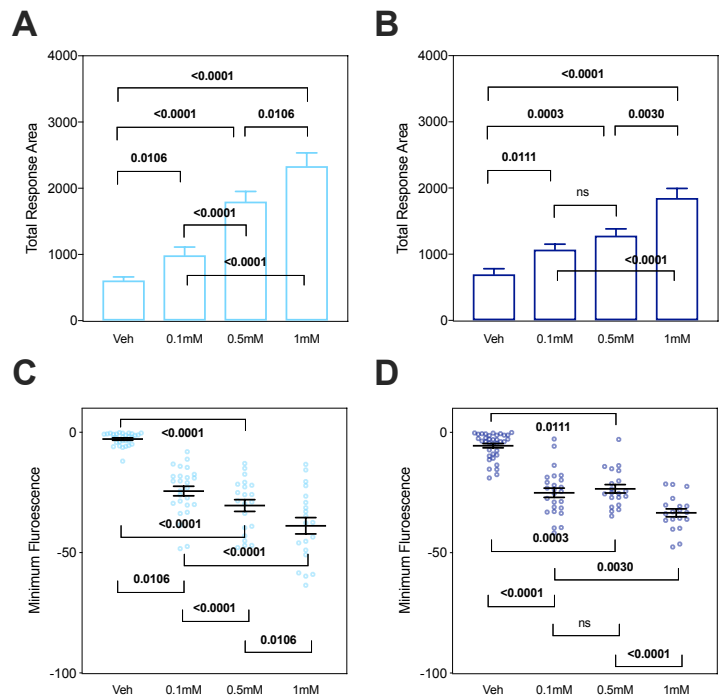 A
Total Response Area
4000
3000
2000
1000
0
<0.0001
<0.0001
0.0106
0.0106
<0.0001
<0.0001
Veh 0.1mM 0.5mM 1mM
B
Total Response Area
4000
3000
2000
1000
0
<0.0001
0.0003
0.0030
0.0111
ns
<0.0001
Veh 0.1mM 0.5mM 1mM
C
Minimum Fluroescence
0
-50
-100
<0.0001
<0.0001
<0.0001
0.0106
<0.0001
0.0106
Veh 0.1mM 0.5mM 1mM
D
Minimum Fluroescence
0
-50
-100
0.0111
0.0003
0.0030
<0.0001
ns
<0.0001
Veh 0.1mM 0.5mM 1mM